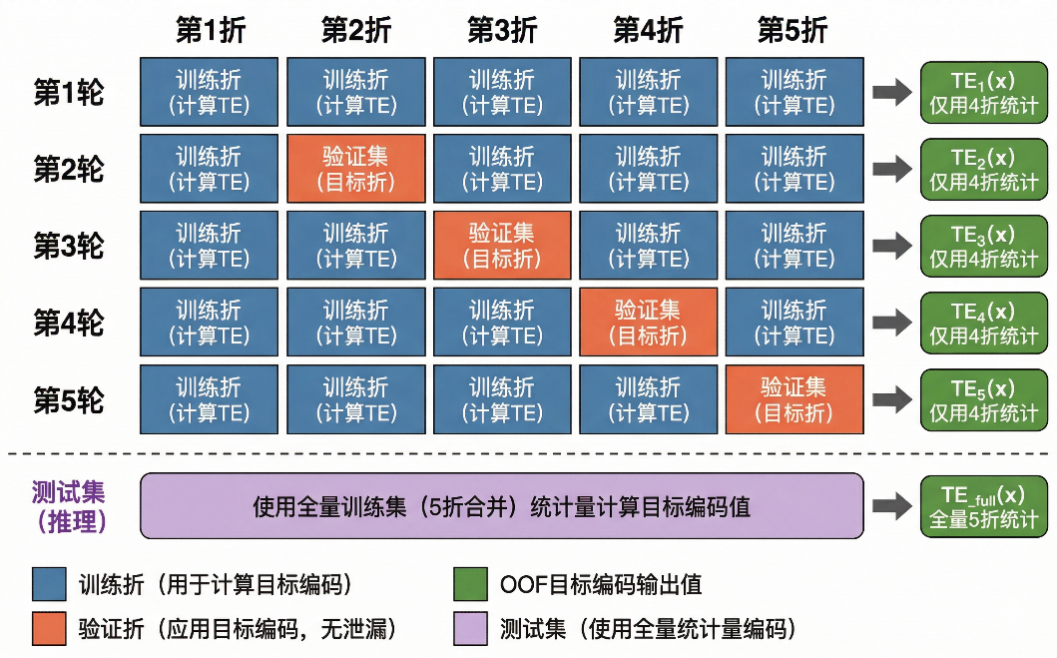 第1折 第2折 第3折 第4折 第5折
第1轮
训练折 训练折 训练折 训练折 训练折
(计算TE) (计算TE) (计算TE) (计算TE) (计算TE)
TE₁(x)
仅用4折统计
第2轮
训练折 验证集 训练折 训练折 训练折
(计算TE) (目标折) (计算TE) (计算TE) (计算TE)
TE₂(x)
仅用4折统计
第3轮
训练折 训练折 验证集 训练折 训练折
(计算TE) (计算TE) (目标折) (计算TE) (计算TE)
TE₃(x)
仅用4折统计
第4轮
训练折 训练折 训练折 验证集 训练折
(计算TE) (计算TE) (计算TE) (目标折) (计算TE)
TE₄(x)
仅用4折统计
第5轮
训练折 训练折 训练折 训练折 验证集
(计算TE) (计算TE) (计算TE) (计算TE) (目标折)
TE₅(x)
仅用4折统计
测试集
（推理）
使用全量训练集（5折合并）统计量计算目标编码值
TE_full(x)
全量5折统计
训练折（用于计算目标编码）
OOF目标编码输出值
验证折（应用目标编码，无泄漏）
测试集（使用全量统计量编码）